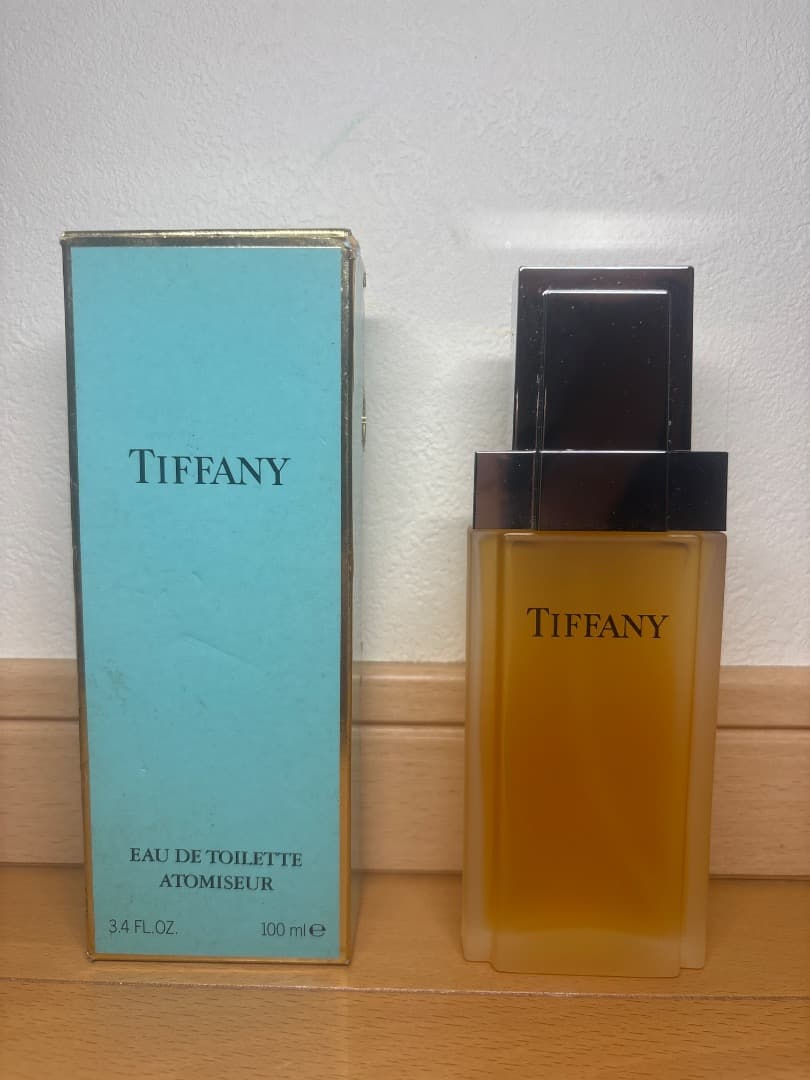 TIFFANY
EAU DE TOILETTE
ATOMISEUR
3.4 FL.OZ. 100 ml ℮
TIFFANY